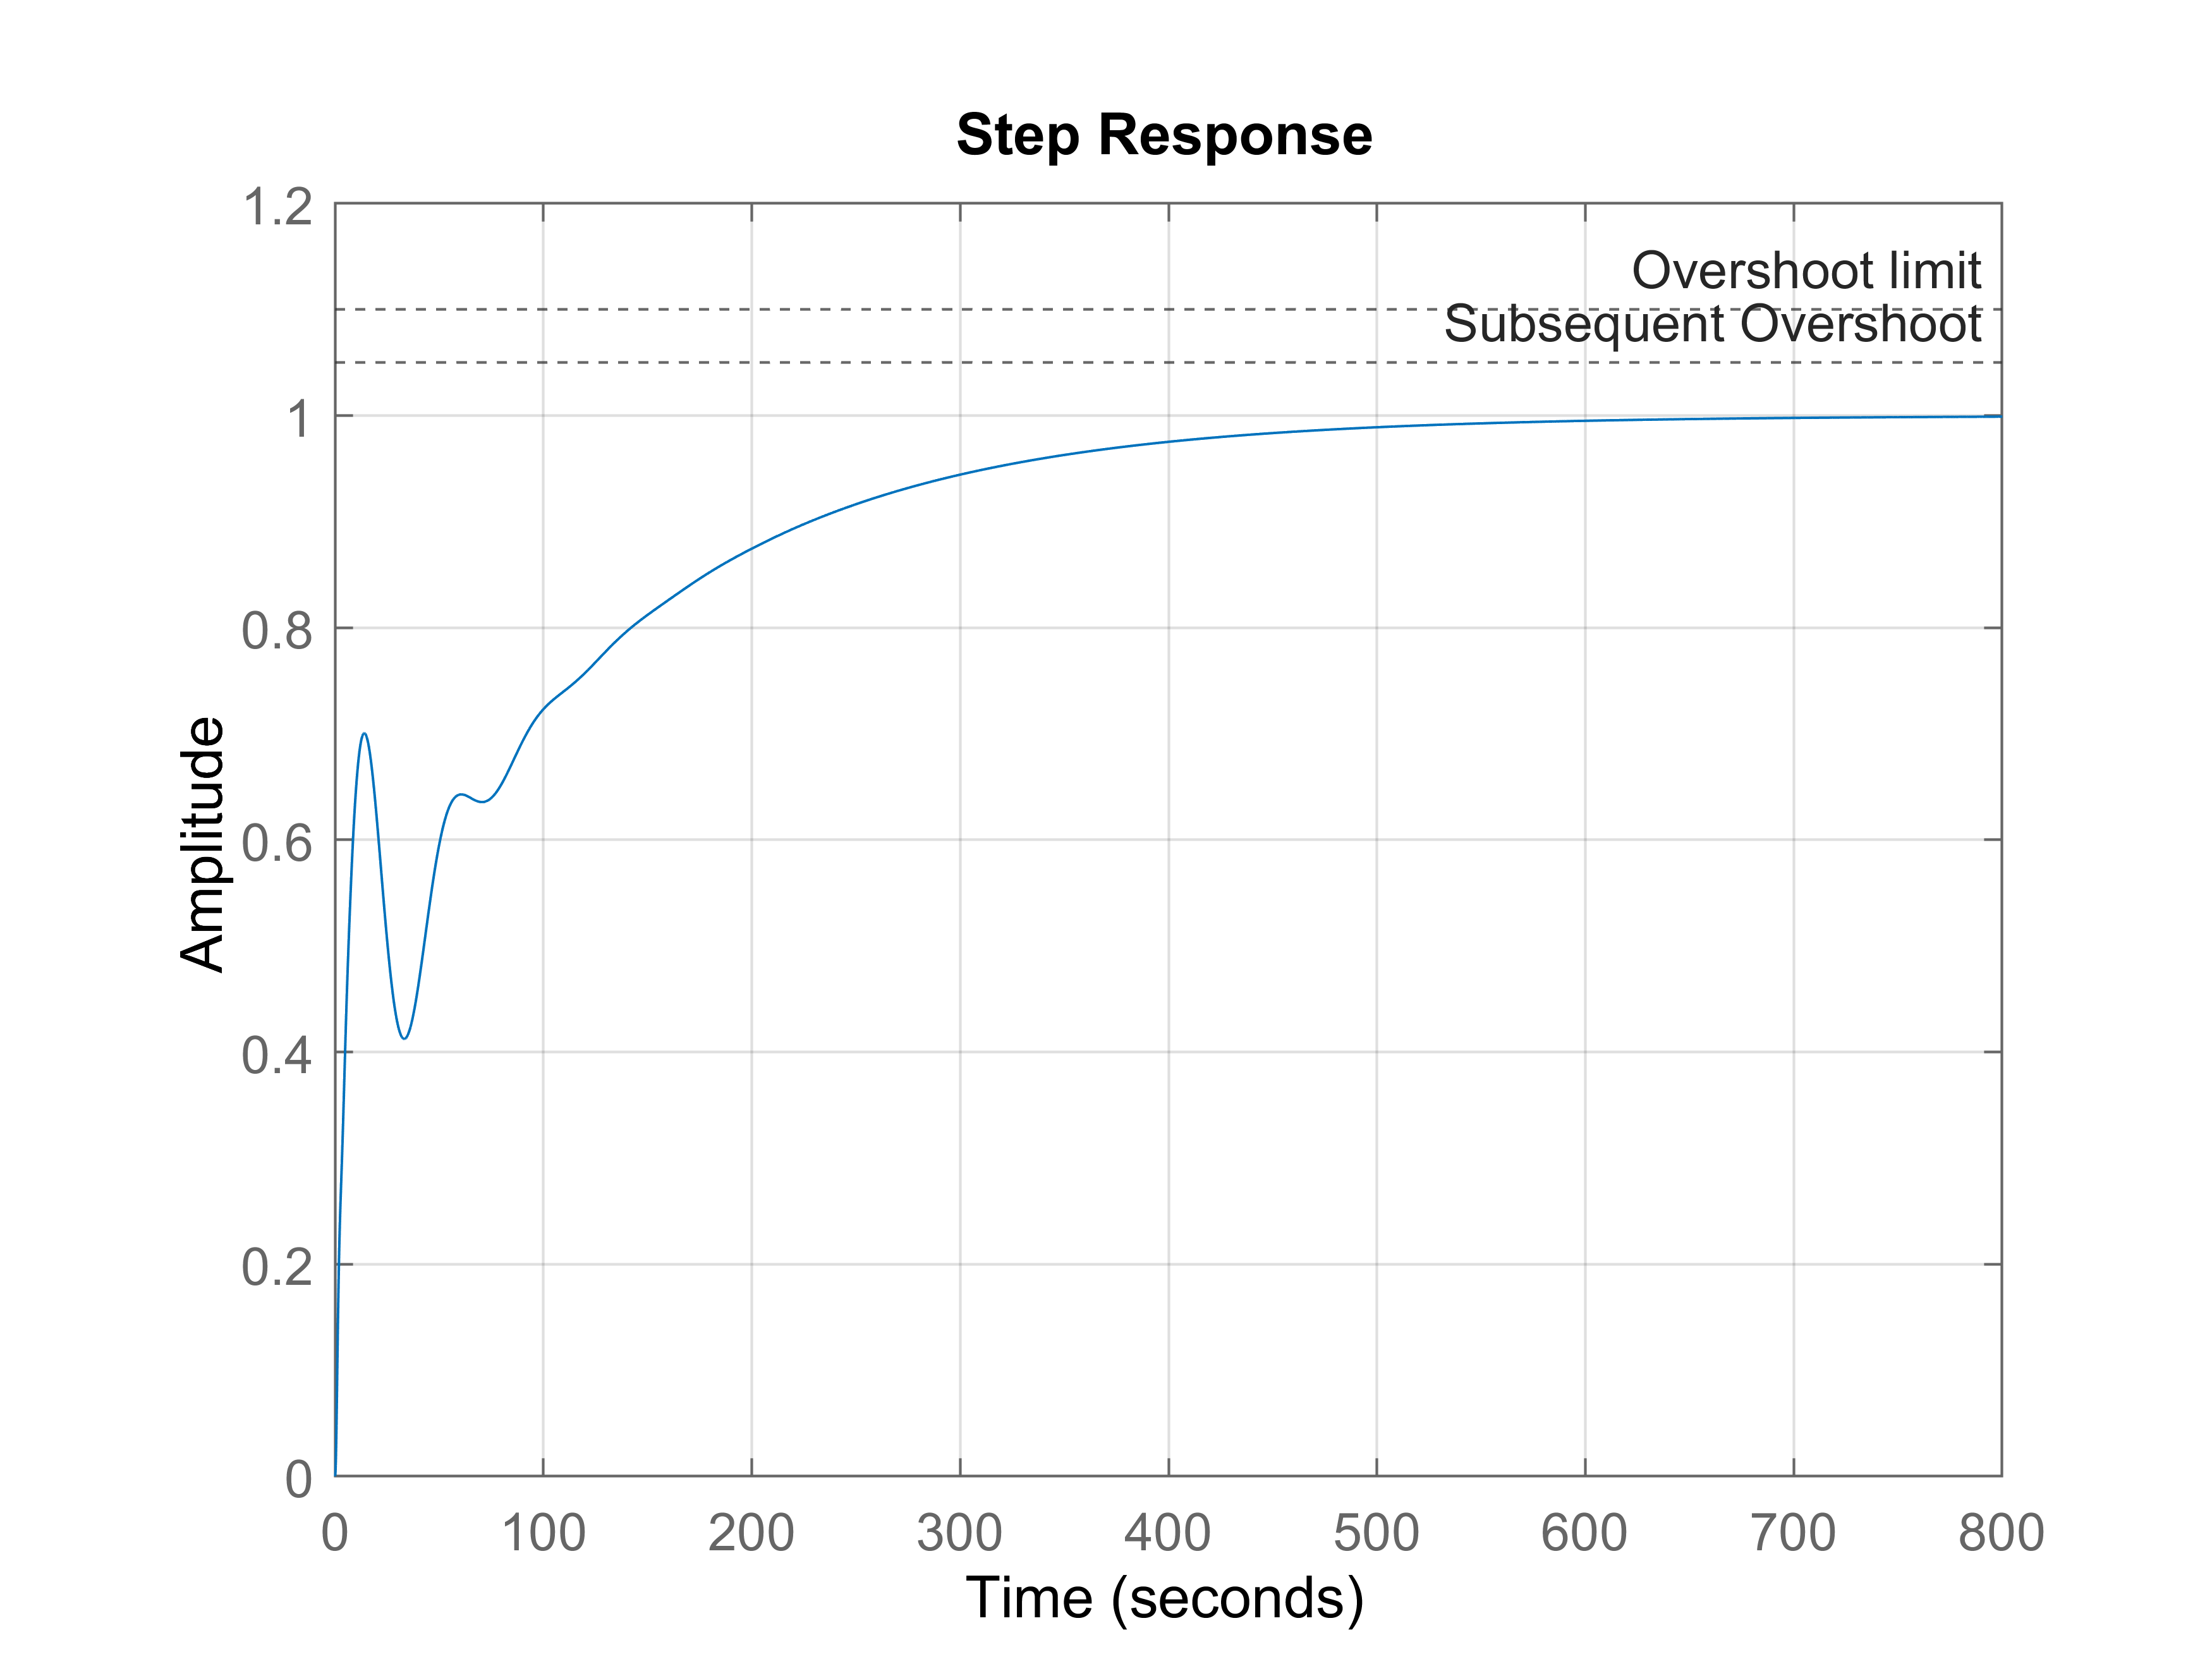 Step Response
1.2
Overshoot limit
Subsequent Overshoot
1
0.8
0.6
0.4
0.2
0
Amplitude
0 100 200 300 400 500 600 700 800
Time (seconds)